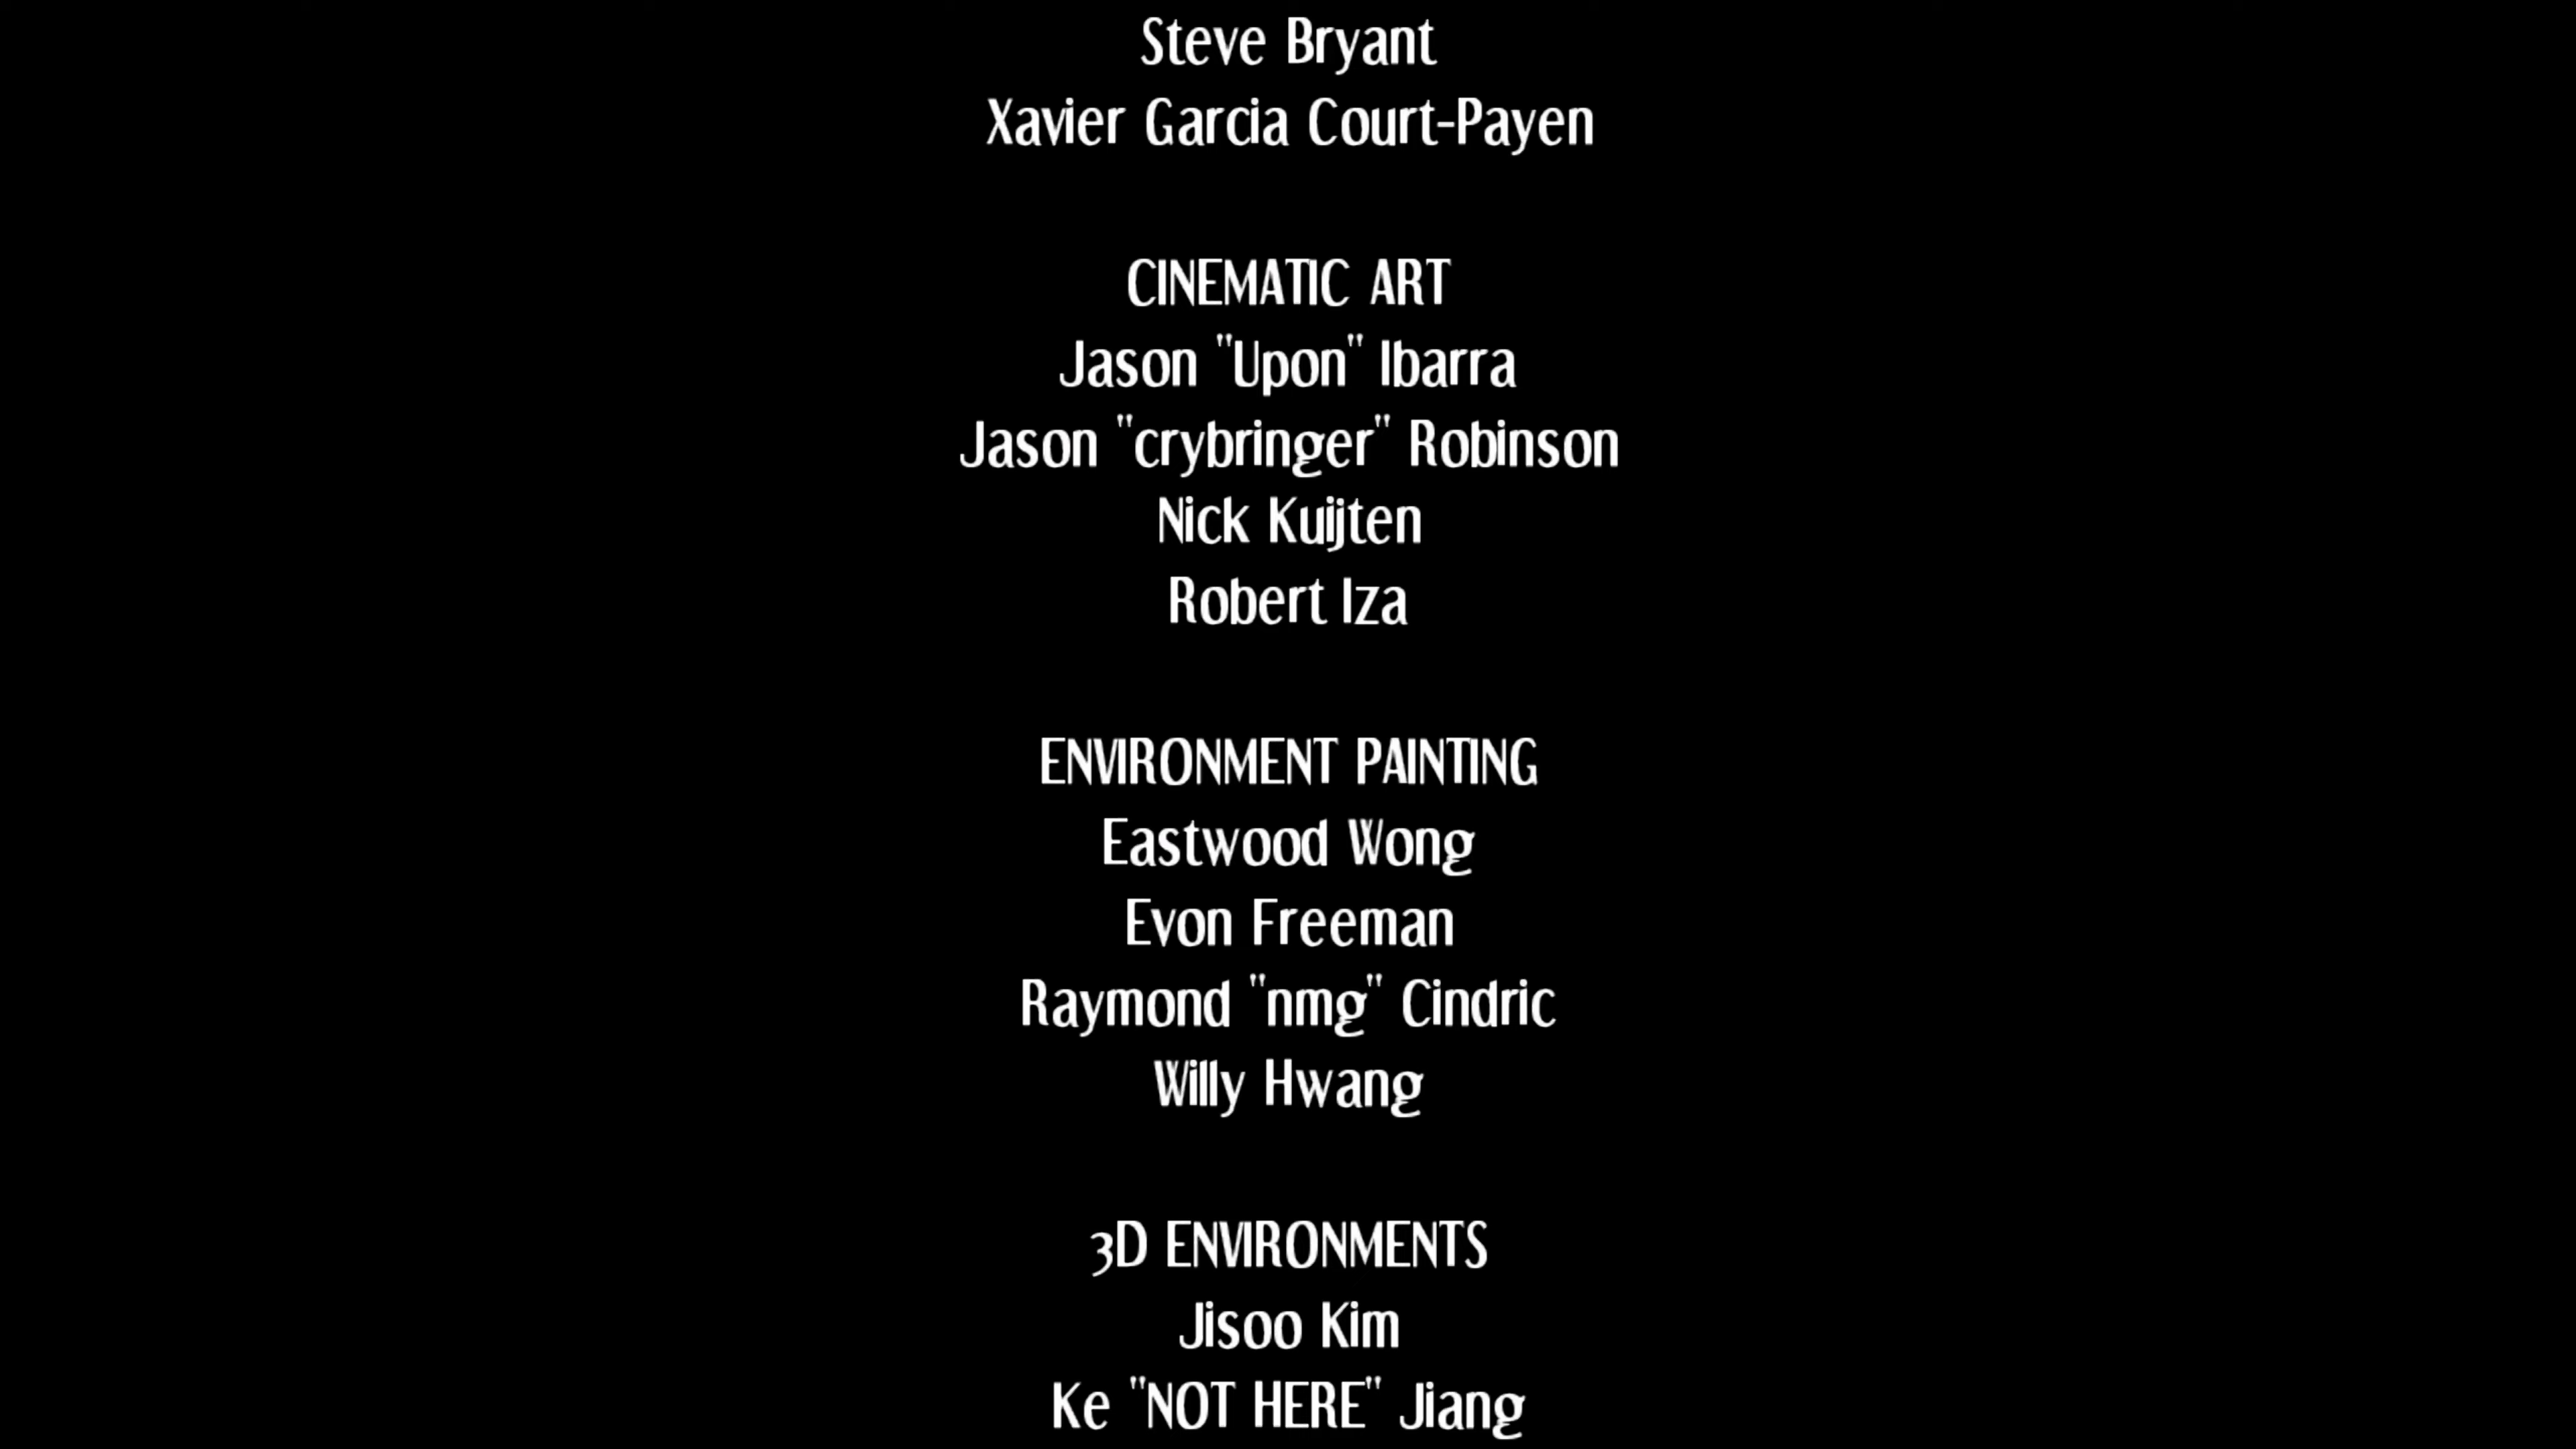 Steve Bryant
Xavier Garcia Court-Payen
CINEMATIC ART
Jason "Upon" Ibarra
Jason "crybringer" Robinson
Nick Kuijten
Robert Iza
ENVIRONMENT PAINTING
Eastwood Wong
Evon Freeman
Raymond "nmg" Cindric
Willy Hwang
3D ENVIRONMENTS
Jisoo Kim
Ke "NOT HERE" Jiang